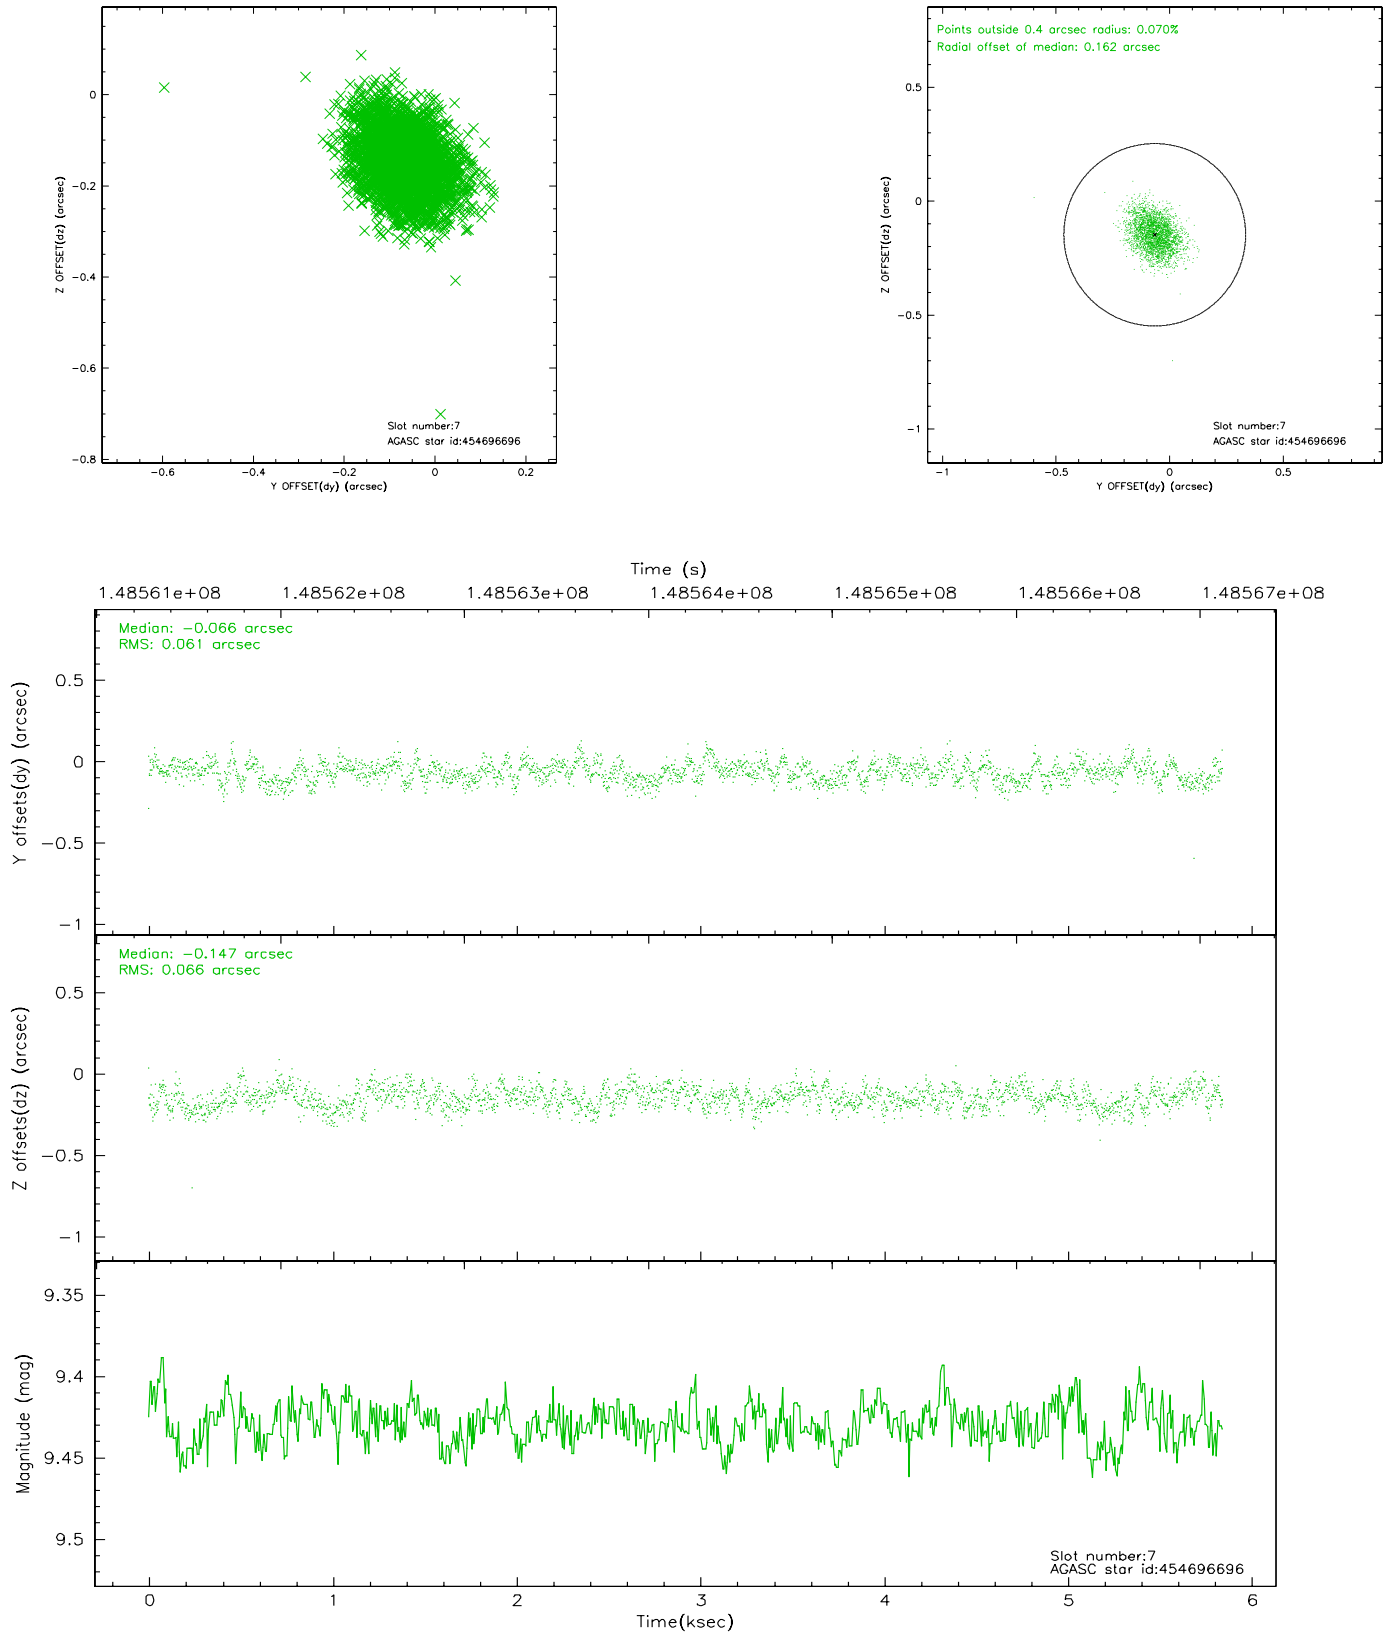 0
−0.2
−0.4
−0.6
−0.8
Z OFFSET(dz) (arcsec)
Slot number:7
AGASC star id:454696696
−0.6 −0.4 −0.2 0 0.2
Y OFFSET(dy) (arcsec)
Points outside 0.4 arcsec radius: 0.070%
Radial offset of median: 0.162 arcsec
0.5
0
−0.5
−1
Z OFFSET(dz) (arcsec)
Slot number:7
AGASC star id:454696696
−1 −0.5 0 0.5
Y OFFSET(dy) (arcsec)
Time (s)
1.48561e+08 1.48562e+08 1.48563e+08 1.48564e+08 1.48565e+08 1.48566e+08 1.48567e+08
Median: −0.066 arcsec
RMS: 0.061 arcsec
0.5
0
−0.5
−1
Y offsets(dy) (arcsec)
Median: −0.147 arcsec
RMS: 0.066 arcsec
0.5
0
−0.5
−1
Z offsets(dz) (arcsec)
9.35
9.4
9.45
9.5
Magnitude (mag)
Slot number:7
AGASC star id:454696696
0 1 2 3 4 5 6
Time(ksec)